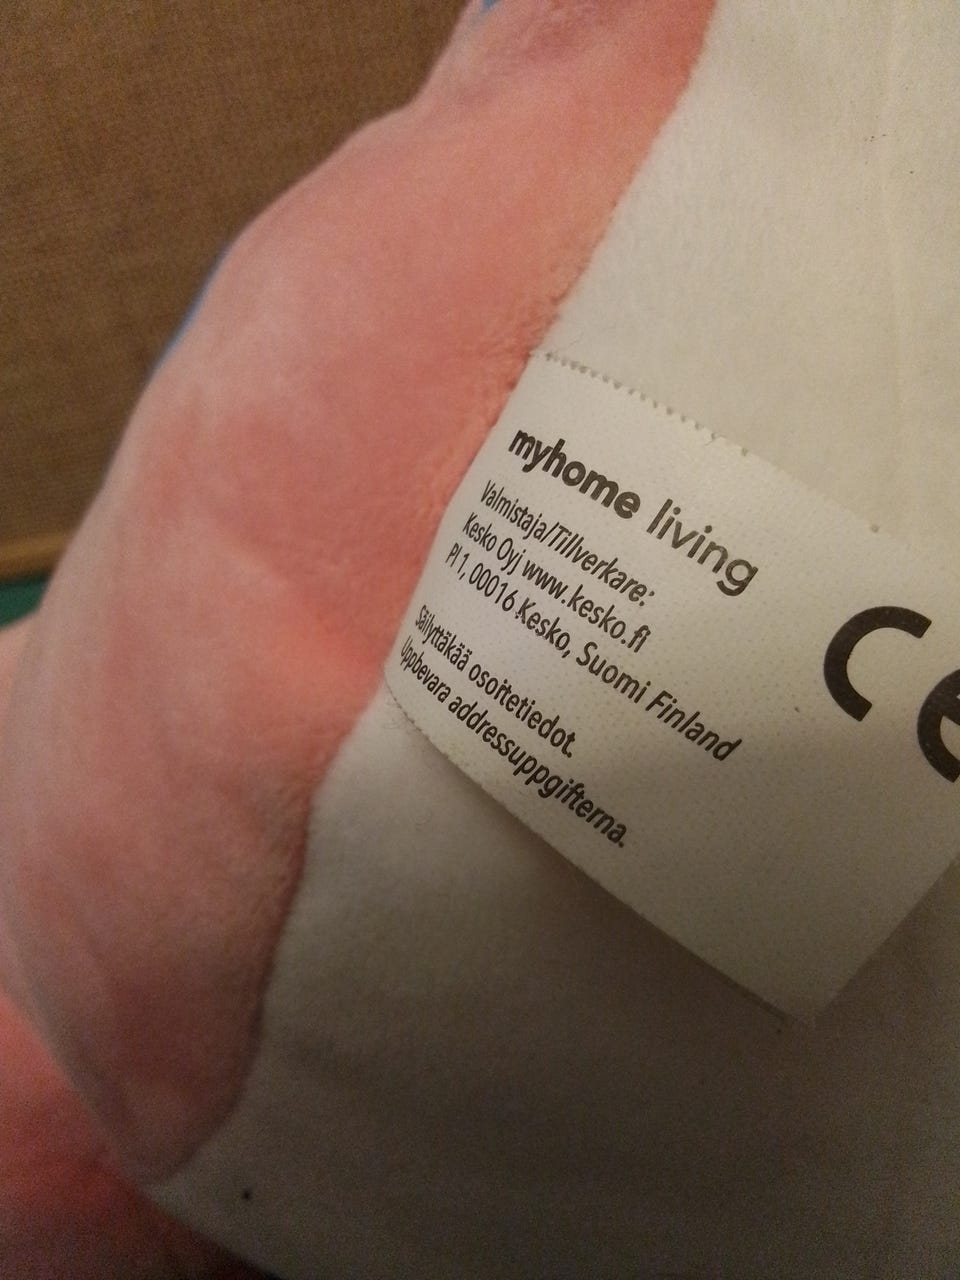 myhome living
Valmistaja/Tillverkare:
Kesko Oyj www.kesko.fi
Pl 1, 00016 Kesko, Suomi Finland
Säilyttäkää osoitetiedot.
Uppbevara addressuppgifterna.
CE